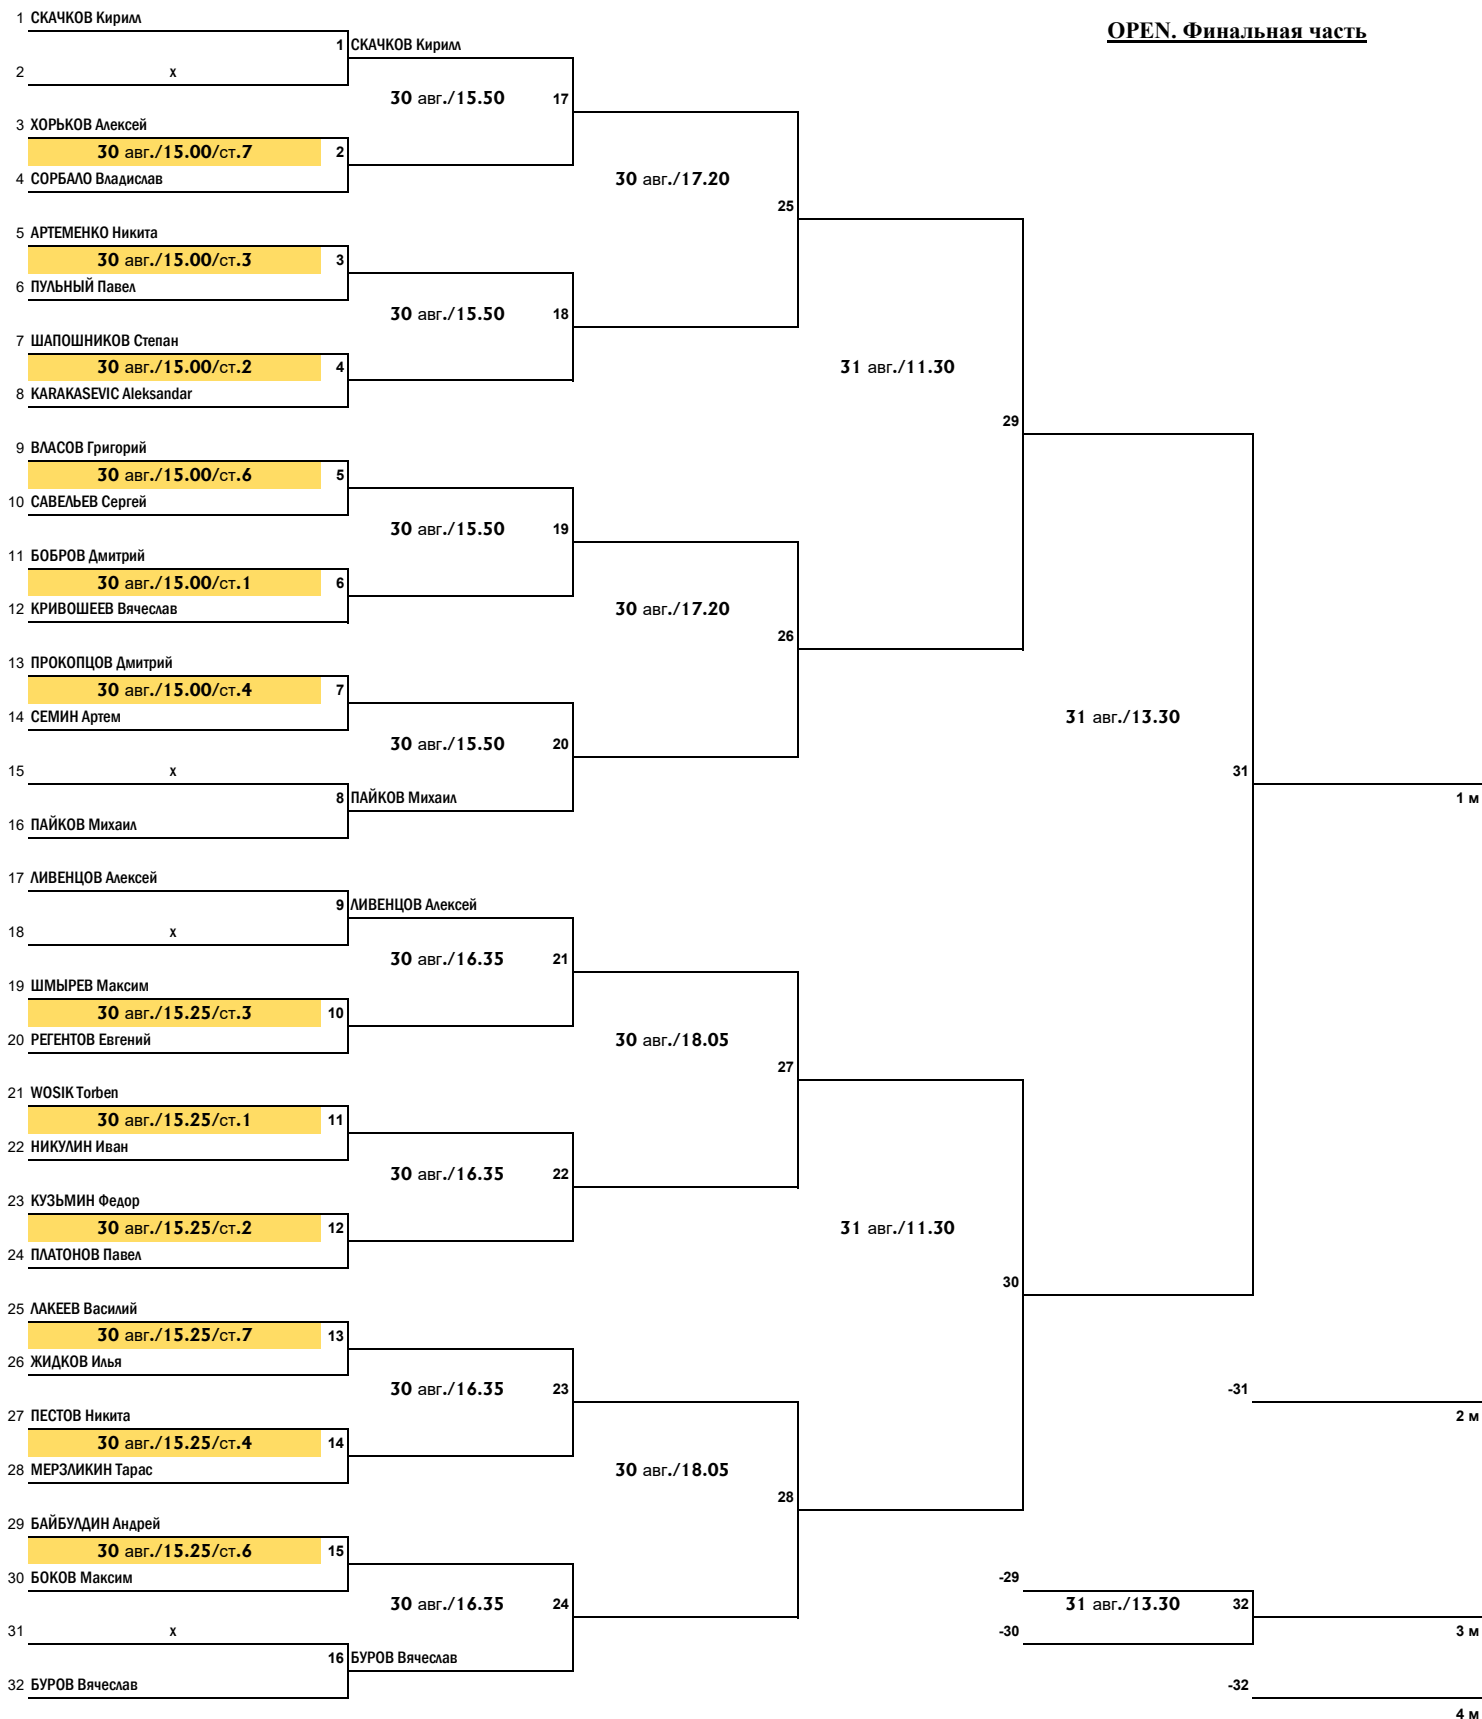 OPEN. Финальная часть
1 СКАЧКОВ Кирилл
1 СКАЧКОВ Кирилл
2 x
30 авг./15.50 17
3 ХОРЬКОВ Алексей
30 авг./15.00/ст.7 2
4 СОРБАЛО Владислав
30 авг./17.20
25
5 АРТЕМЕНКО Никита
30 авг./15.00/ст.3 3
6 ПУЛЬНЫЙ Павел
30 авг./15.50 18
7 ШАПОШНИКОВ Степан
30 авг./15.00/ст.2 4
31 авг./11.30
8 KARAKASEVIC Aleksandar
29
9 ВЛАСОВ Григорий
30 авг./15.00/ст.6 5
10 САВЕЛЬЕВ Сергей
30 авг./15.50 19
11 БОБРОВ Дмитрий
30 авг./15.00/ст.1 6
12 КРИВОШЕЕВ Вячеслав
30 авг./17.20
26
13 ПРОКОПЦОВ Дмитрий
30 авг./15.00/ст.4 7
14 СЕМИН Артем
31 авг./13.30
30 авг./15.50 20
15 x
31
8 ПАЙКОВ Михаил
1 м
16 ПАЙКОВ Михаил
17 ЛИВЕНЦОВ Алексей
9 ЛИВЕНЦОВ Алексей
18 x
30 авг./16.35 21
19 ШМЫРЕВ Максим
30 авг./15.25/ст.3 10
20 РЕГЕНТОВ Евгений
30 авг./18.05
27
21 WOSIK Torben
30 авг./15.25/ст.1 11
22 НИКУЛИН Иван
30 авг./16.35 22
23 КУЗЬМИН Федор
30 авг./15.25/ст.2 12
31 авг./11.30
24 ПЛАТОНОВ Павел
30
25 ЛАКЕЕВ Василий
30 авг./15.25/ст.7 13
26 ЖИДКОВ Илья
30 авг./16.35 23
-31
2 м
27 ПЕСТОВ Никита
30 авг./15.25/ст.4 14
28 МЕРЗЛИКИН Тарас
30 авг./18.05
28
29 БАЙБУЛДИН Андрей
30 авг./15.25/ст.6 15
30 БОКОВ Максим
-29
30 авг./16.35 24
31 авг./13.30 32
31 x
-30
3 м
16 БУРОВ Вячеслав
32 БУРОВ Вячеслав
-32
4 м